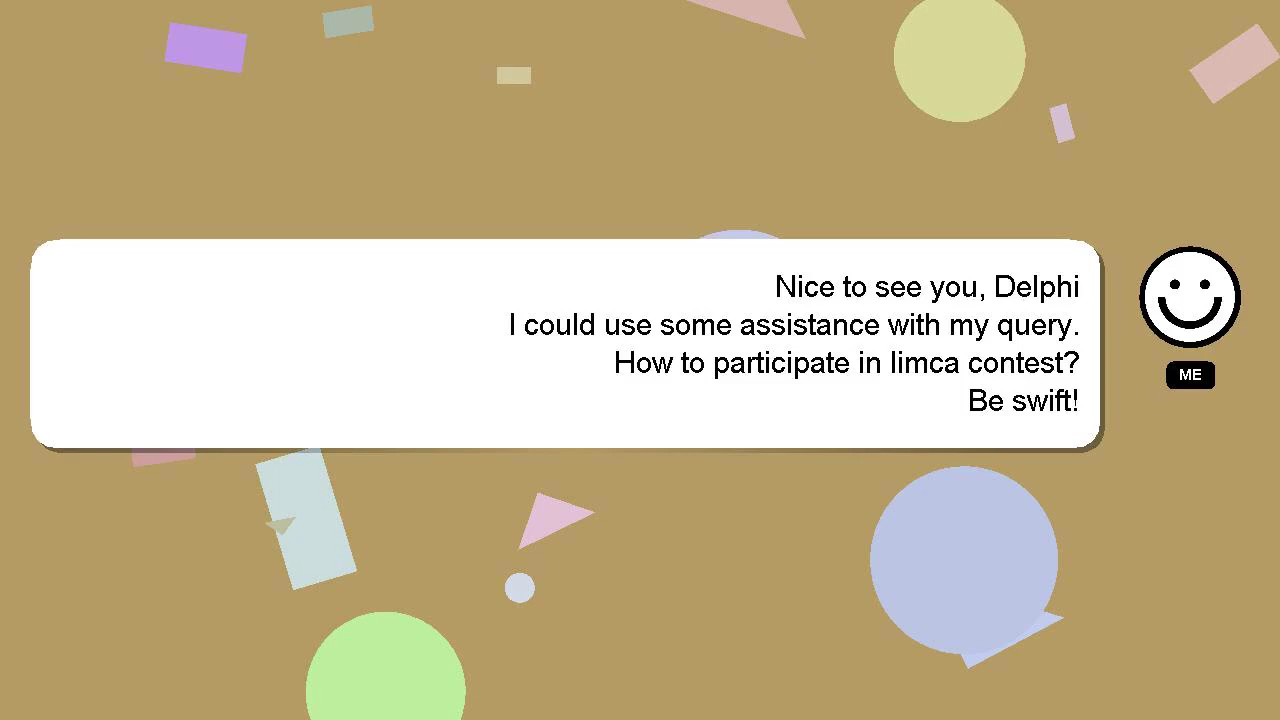 Nice to see you, Delphi
I could use some assistance with my query.
How to participate in limca contest?
Be swift!
ME